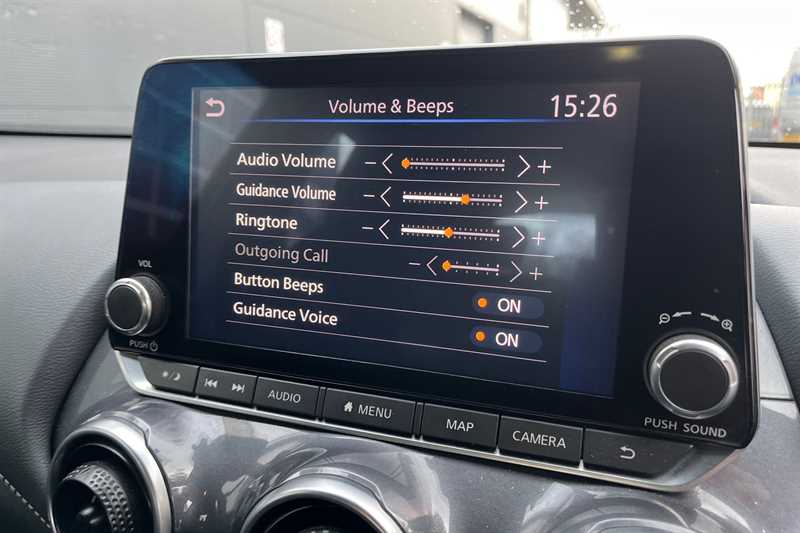 Volume & Beeps 15:26
Audio Volume − +
Guidance Volume − +
Ringtone − +
Outgoing Call − +
Button Beeps ON
Guidance Voice ON
VOL
PUSH
AUDIO
MENU
MAP
CAMERA
PUSH SOUND